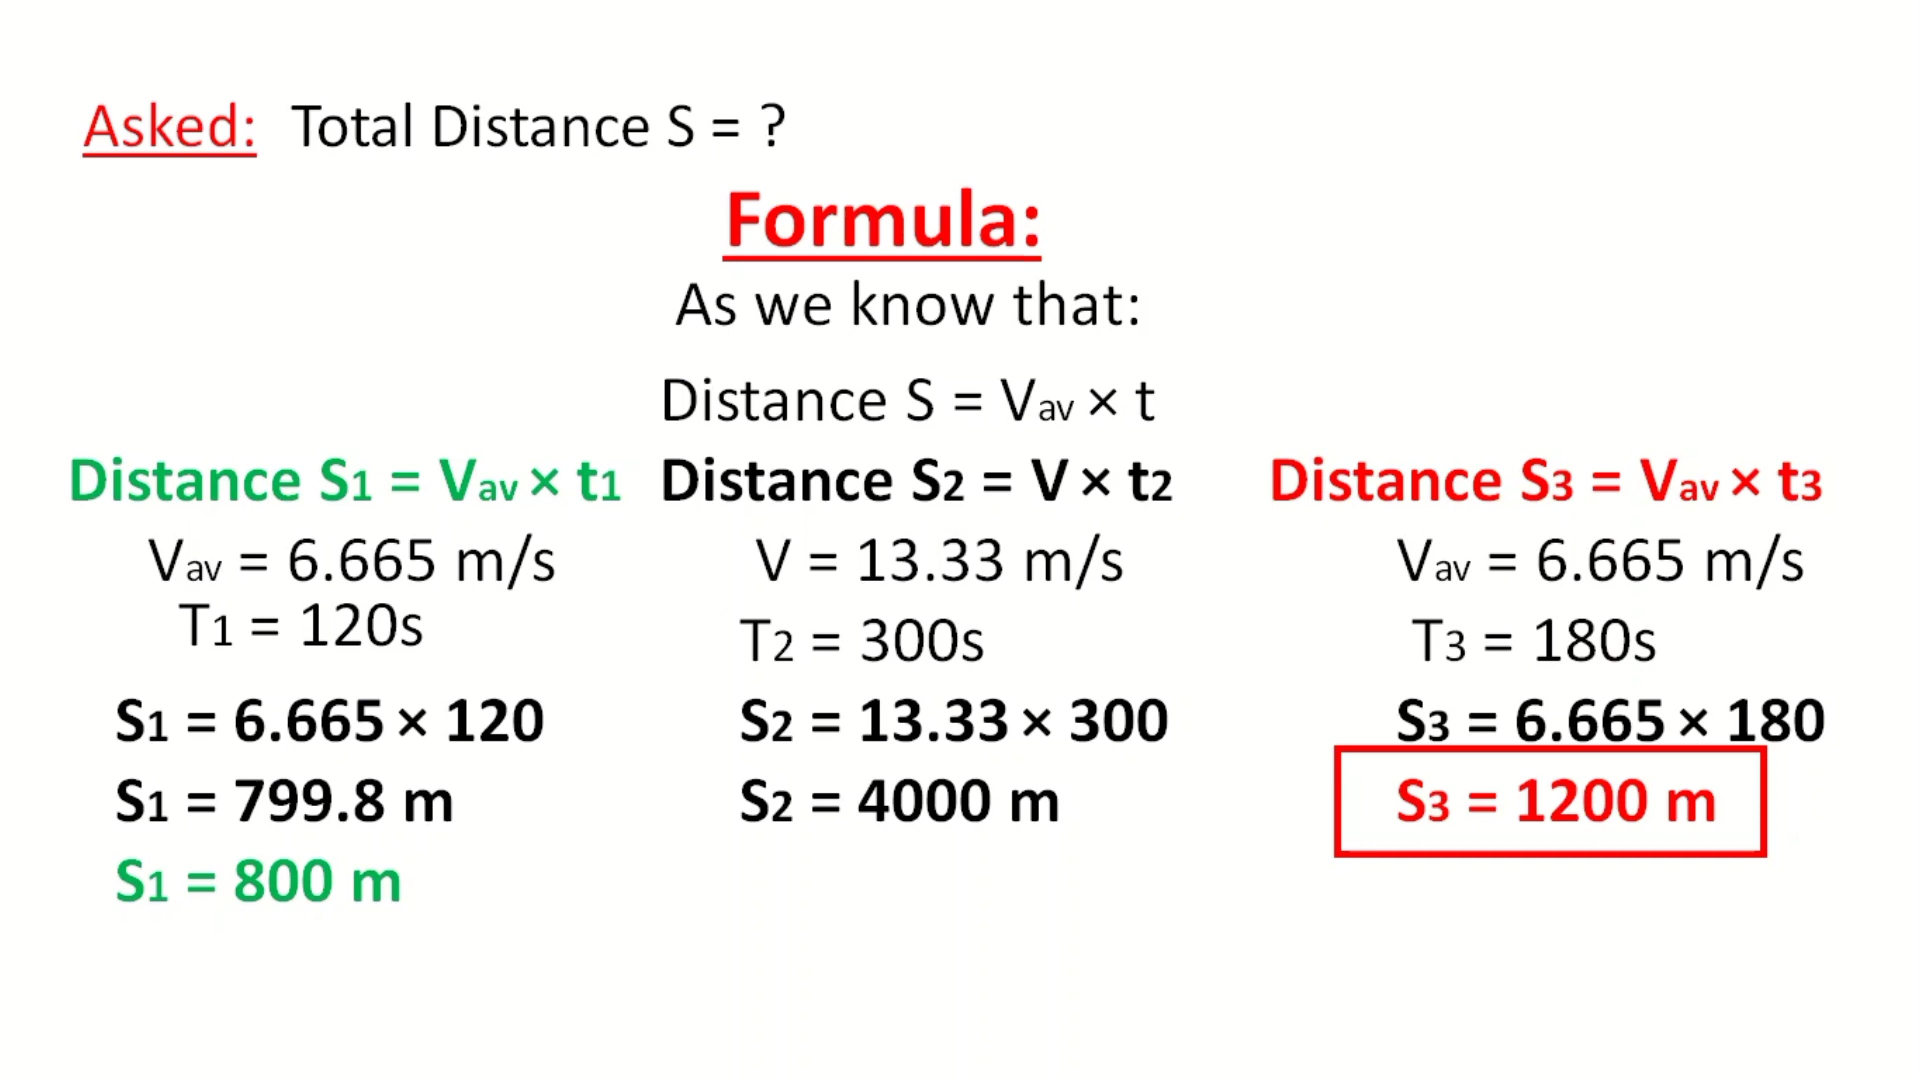 Asked: Total Distance S = ?
Formula:
As we know that:
Distance S = Vav × t
Distance S1 = Vav × t1
Vav = 6.665 m/s
T1 = 120s
S1 = 6.665 × 120
S1 = 799.8 m
S1 = 800 m
Distance S2 = V × t2
V = 13.33 m/s
T2 = 300s
S2 = 13.33 × 300
S2 = 4000 m
Distance S3 = Vav × t3
Vav = 6.665 m/s
T3 = 180s
S3 = 6.665 × 180
S3 = 1200 m